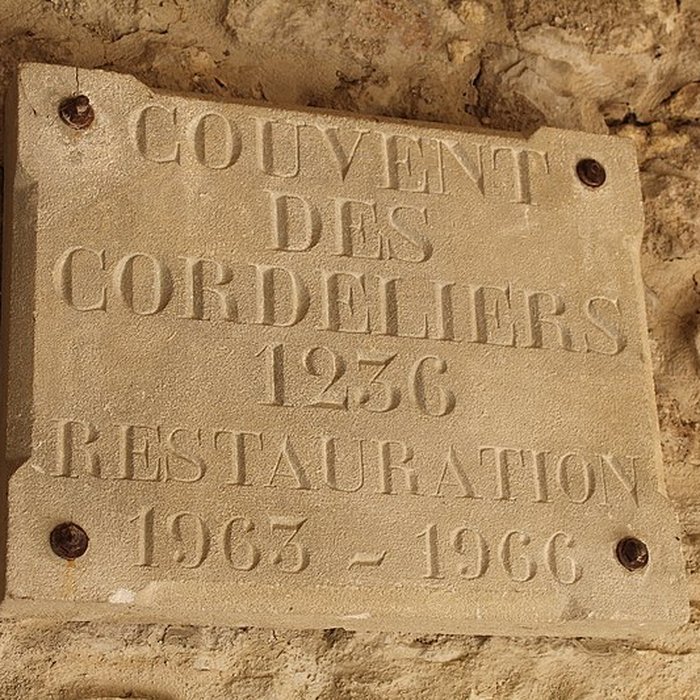 COUVENT
DES
CORDELIERS
1236
RESTAURATION
1963 - 1966